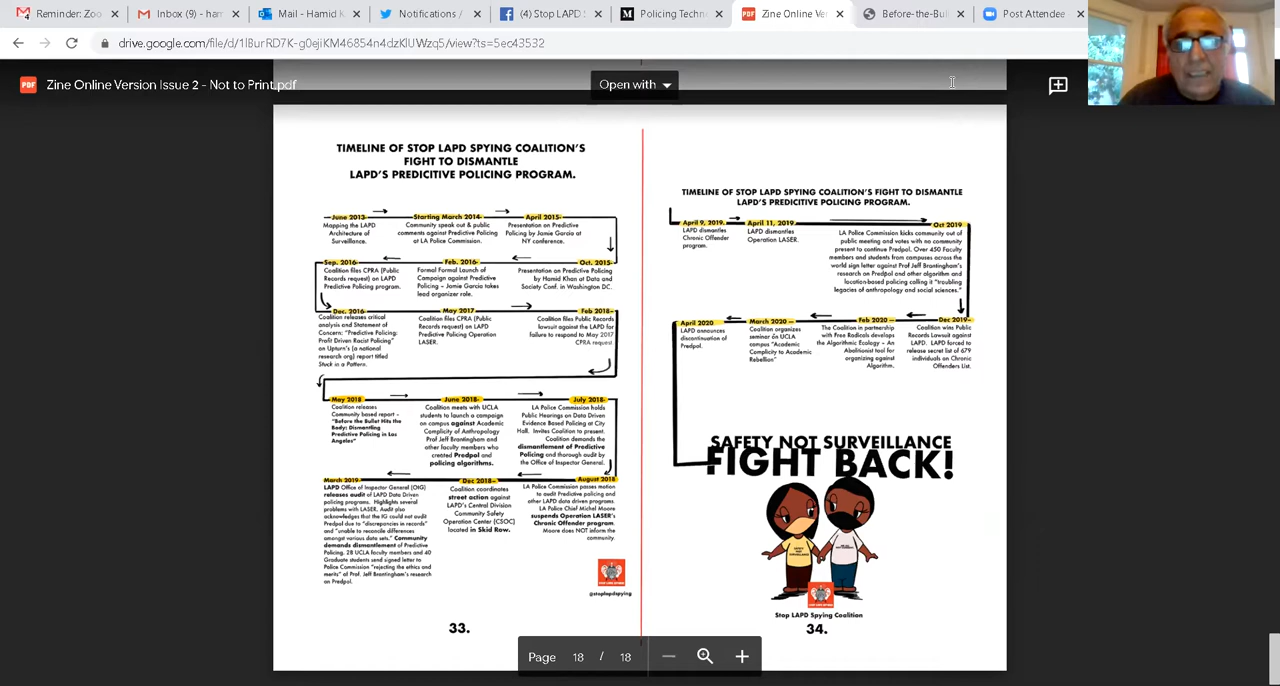 Reminder: Zoo
Inbox (9) - ham
Mail - Hamid K
Notifications /
(4) Stop LAPD S
Policing Techn
Zine Online Ver
Before-the-Bul
Post Attendee
drive.google.com/file/d/1lBurRD7K-g0ejiKM46854n4dzKlUWzq5/view?ts=5ec43532
PDF
Zine Online Version Issue 2 - Not to Print.pdf
Open with
TIMELINE OF STOP LAPD SPYING COALITION'S
FIGHT TO DISMANTLE
LAPD'S PREDICITIVE POLICING PROGRAM.
June 2013-
Mapping the LAPD
Architecture of
Surveillance.
Starting March 2014-
Community speak out & public
comments against Predictive Policing
at LA Police Commission.
April 2015-
Presentation on Predictive
Policing by Jamie Garcia at
NY conference.
Sep. 2016-
Coalition files CPRA (Public
Records request) on LAPD
Predictive Policing program.
Feb. 2016-
Formal Formal Launch of
Campaign against Predictive
Policing – Jamie Garcia takes
lead organizer role.
Oct. 2015-
Presentation on Predictive Policing
by Hamid Khan at Data and
Society Conf. in Washington DC.
Dec. 2016-
Coalition releases critical
analysis and Statement of
Concern: "Predictive Policing:
Profit Driven Racist Policing"
on Upturn's (a national
research org) report titled
Stuck in a Pattern.
May 2017
Coalition files CPRA (Public
Records request) on LAPD
Predictive Policing Operation
LASER.
Feb 2018-
Coalition files Public Records
lawsuit against the LAPD for
failure to respond to May 2017
CPRA request
May 2018
Coalition releases
Community based report –
"Before the Bullet Hits the
Body: Dismantling
Predictive Policing in Los
Angeles"
June 2018-
Coalition meets with UCLA
students to launch a campaign
on campus against Academic
Complicity of Anthropology
Prof Jeff Brantingham and
other faculty members who
created Predpol and
policing algorithms.
July 2018-
LA Police Commission holds
Public Hearings on Data Driven
Evidence Based Policing at City
Hall. Invites Coalition to present.
Coalition demands the
dismantlement of Predictive
Policing and thorough audit by
the Office of Inspector General.
March 2019-
LAPD Office of Inspector General (OIG)
releases audit of LAPD Data Driven
policing programs. Highlights several
problems with LASER. Audit also
acknowledges that the IG could not audit
Predpol due to "discrepancies in records"
and "unable to reconcile differences
amongst various data sets." Community
demands dismantlement of Predictive
Policing. 28 UCLA faculty members and 40
Graduate students send signed letter to
Police Commission "rejecting the ethics and
merits" of Prof. Jeff Brantingham's research
on Predpol.
Dec 2018-
Coalition coordinates
street action against
LAPD's Central Division
Community Safety
Operation Center (CSOC)
located in Skid Row.
August 2018
LA Police Commission passes motion
to audit Predictive policing and
other LAPD data driven programs.
LA Police Chief Michel Moore
suspends Operation LASER's
Chronic Offender program.
Moore does NOT inform the
community.
STOP LAPD SPYING
@stoplapdspying
33.
TIMELINE OF STOP LAPD SPYING COALITION'S FIGHT TO DISMANTLE
LAPD'S PREDICITIVE POLICING PROGRAM.
April 9, 2019.
LAPD dismantles
Chronic Offender
program.
April 11, 2019.
LAPD dismantles
Operation LASER.
Oct 2019
LA Police Commission kicks community out of
public meeting and votes with no community
present to continue Predpol. Over 450 Faculty
members and students from campuses across the
world sign letter against Prof Jeff Brantingham's
research on Predpol and other algorithm and
location-based policing calling it "troubling
legacies of anthropology and social sciences."
April 2020
LAPD announces
discontinuation of
Predpol.
March 2020 –
Coalition organizes
seminar on UCLA
campus "Academic
Complicity to Academic
Rebellion"
Feb 2020 –
The Coalition in partnership
with Free Radicals develops
the Algorithmic Ecology – An
Abolitionist tool for
organizing against
Algorithm.
Dec 2019-
Coalition wins Public
Records Lawsuit against
LAPD. LAPD forced to
release secret list of 679
individuals on Chronic
Offenders List.
SAFETY NOT SURVEILLANCE
FIGHT BACK!
SAFETY
NOT
SURVEILLANCE
STOP LAPD SPYING
Stop LAPD Spying Coalition
34.
Page 18 / 18